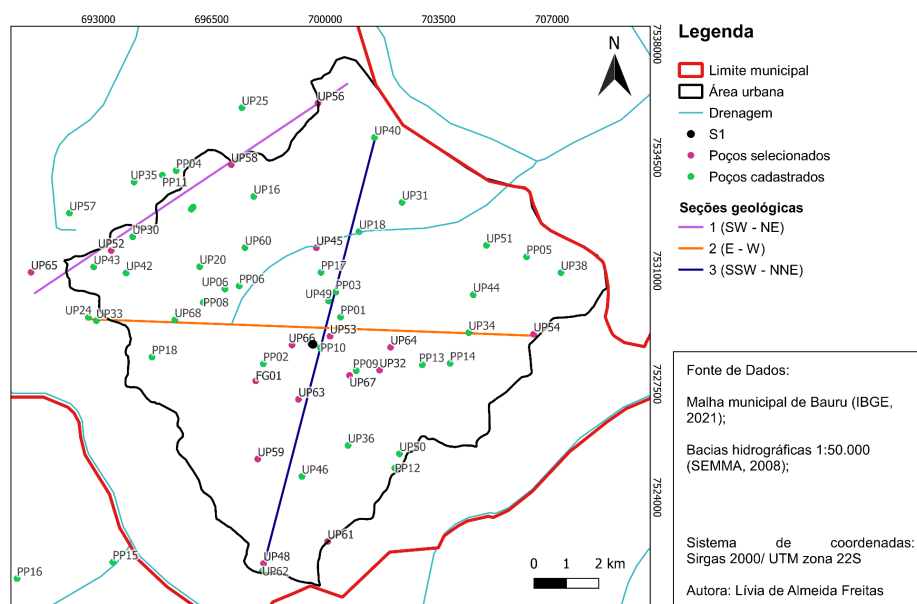 693000 696500 700000 703500 707000
7538000
7534500
7531000
7527500
7524000
N
UP56
UP25
UP40
UP58
PP04
UP35
PP11
UP16
UP31
UP57
UP18
UP30
UP52
UP60
UP45
UP51
PP05
UP65
UP43
UP42
UP20
PP17
UP38
UP06
PP06
PP03
UP44
PP08
UP49
PP01
UP24
UP33
UP68
UP34
UP54
UP53
UP66
PP10
UP64
PP18
PP02
PP09
UP32
PP13
PP14
FG01
UP67
UP63
UP36
UP50
UP59
PP12
UP46
UP61
UP48
UP62
PP15
PP16
0 1 2 km
Legenda
Limite municipal
Área urbana
Drenagem
S1
Poços selecionados
Poços cadastrados
Seções geológicas
1 (SW - NE)
2 (E - W)
3 (SSW - NNE)
Fonte de Dados:
Malha municipal de Bauru (IBGE,
2021);
Bacias hidrográficas 1:50.000
(SEMMA, 2008);
Sistema de coordenadas:
Sirgas 2000/ UTM zona 22S
Autora: Lívia de Almeida Freitas